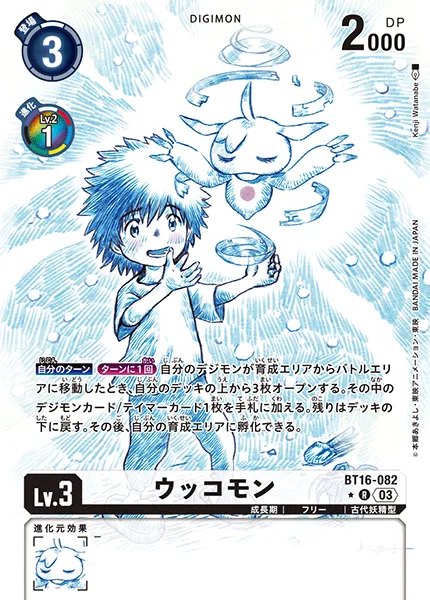 DIGIMON
登場
3
DP
2000
進化
Lv.2
1
Kenji Watanabe
©本郷あきよし・東映アニメーション・東映 BANDAI MADE IN JAPAN
自分のターン ターンに1回 自分のデジモンが育成エリアからバトルエリ
アに移動したとき、自分のデッキの上から3枚オープンする。その中の
デジモンカード/テイマーカード1枚を手札に加える。残りはデッキの
下に戻す。その後、自分の育成エリアに孵化できる。
Lv.3
ウッコモン
BT16-082
R 03
成長期 フリー 古代妖精型
進化元効果